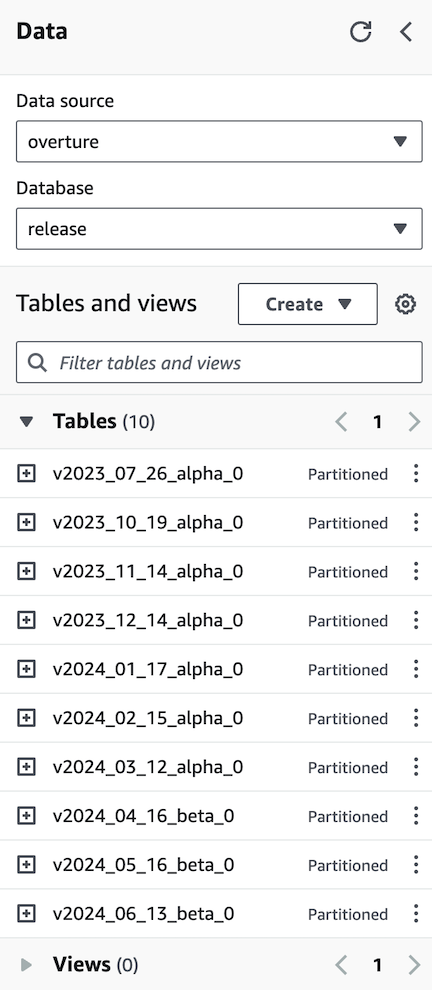 Data
Data source
overture
Database
release
Tables and views Create
Filter tables and views
Tables (10) 1
v2023_07_26_alpha_0 Partitioned
v2023_10_19_alpha_0 Partitioned
v2023_11_14_alpha_0 Partitioned
v2023_12_14_alpha_0 Partitioned
v2024_01_17_alpha_0 Partitioned
v2024_02_15_alpha_0 Partitioned
v2024_03_12_alpha_0 Partitioned
v2024_04_16_beta_0 Partitioned
v2024_05_16_beta_0 Partitioned
v2024_06_13_beta_0 Partitioned
Views (0) 1